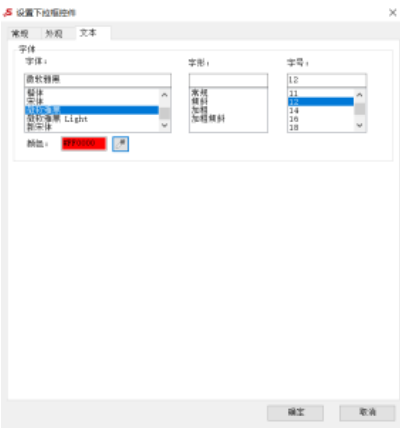 设置下拉框控件
常规 外观 文本
字体
字体: 字形: 字号:
微软雅黑 12
楷体 常规 11
宋体 倾斜 12
微软雅黑 加粗 14
微软雅黑 Light 加粗倾斜 16
新宋体 18
颜色: #FF0000
确定 取消